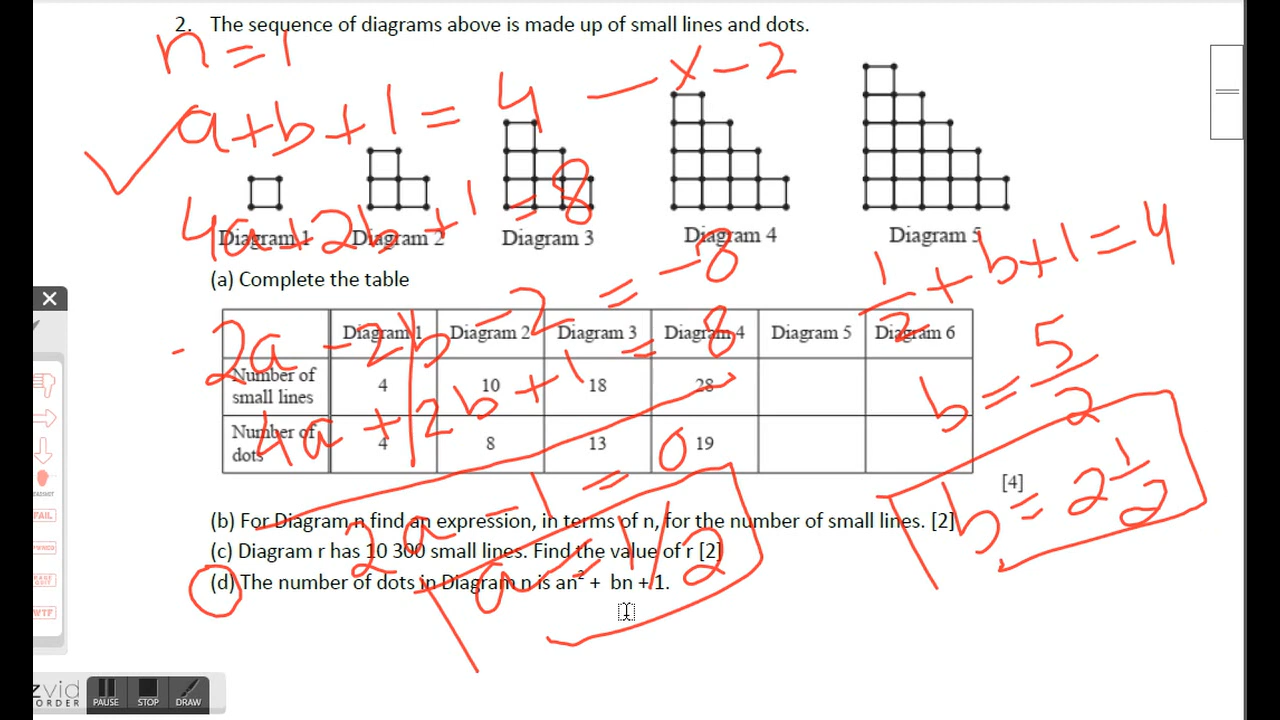 2. The sequence of diagrams above is made up of small lines and dots.
n = 1
a + b + 1 = 4 — x - 2
4a + 2b + 1 = 8
Diagram 1 Diagram 2 Diagram 3 Diagram 4 Diagram 5
1/2 + b + 1 = 4
(a) Complete the table
- 2a - 2b - 2 = -8
Diagram 1 Diagram 2 Diagram 3 Diagram 4 Diagram 5 Diagram 6
Number of small lines 4 10 18 28
4a + 2b + 1 = 8
b = 5/2
Number of dots 4 8 13 19
[4]
2a - 1 = 0
b = 2 1/2
(b) For Diagram n find an expression, in terms of n, for the number of small lines. [2]
(c) Diagram r has 10 300 small lines. Find the value of r [2]
a = 1/2
(d) The number of dots in Diagram n is an² + bn + 1.
FAIL
WTF
zvid
ORDER
PAUSE STOP DRAW